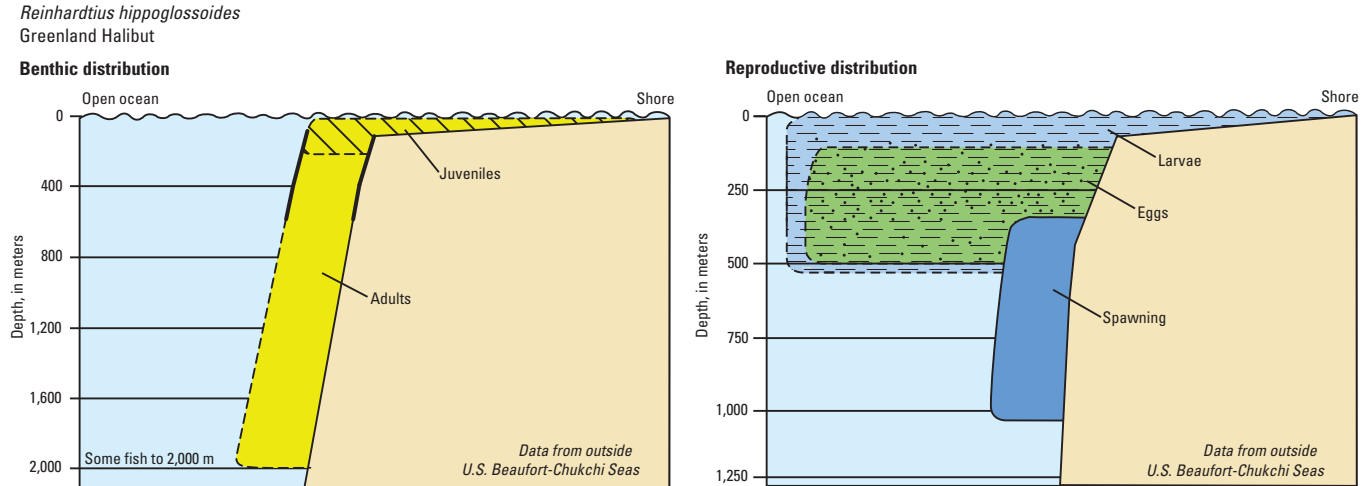 Reinhardtius hippoglossoides
Greenland Halibut
Benthic distribution
Open ocean
Shore
0
400
800
1,200
1,600
2,000
Depth, in meters
Juveniles
Adults
Some fish to 2,000 m
Data from outside
U.S. Beaufort-Chukchi Seas
Reproductive distribution
Open ocean
Shore
0
250
500
750
1,000
1,250
Depth, in meters
Larvae
Eggs
Spawning
Data from outside
U.S. Beaufort-Chukchi Seas